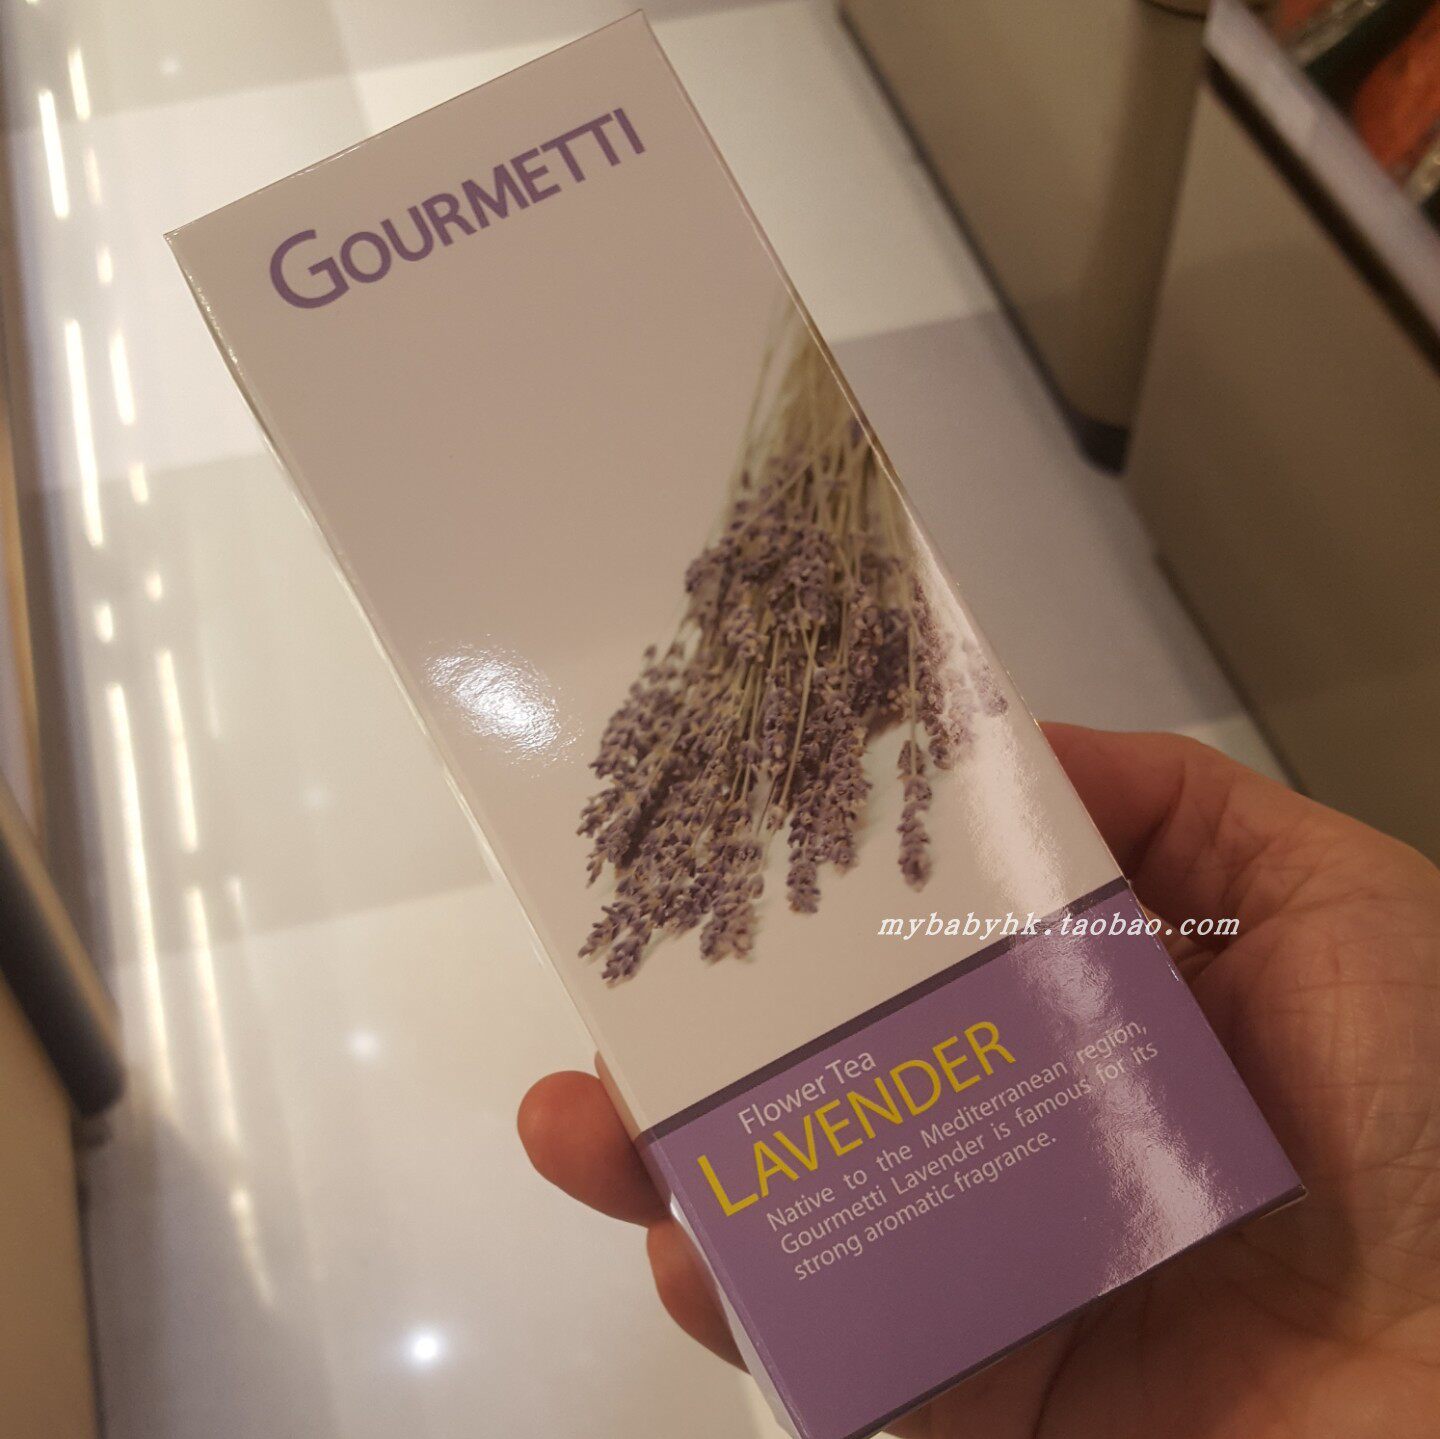 GOURMETTI
mybabyhk.taobao.com
Flower Tea
LAVENDER
Native to the Mediterranean region,
Gourmetti Lavender is famous for its
strong aromatic fragrance.